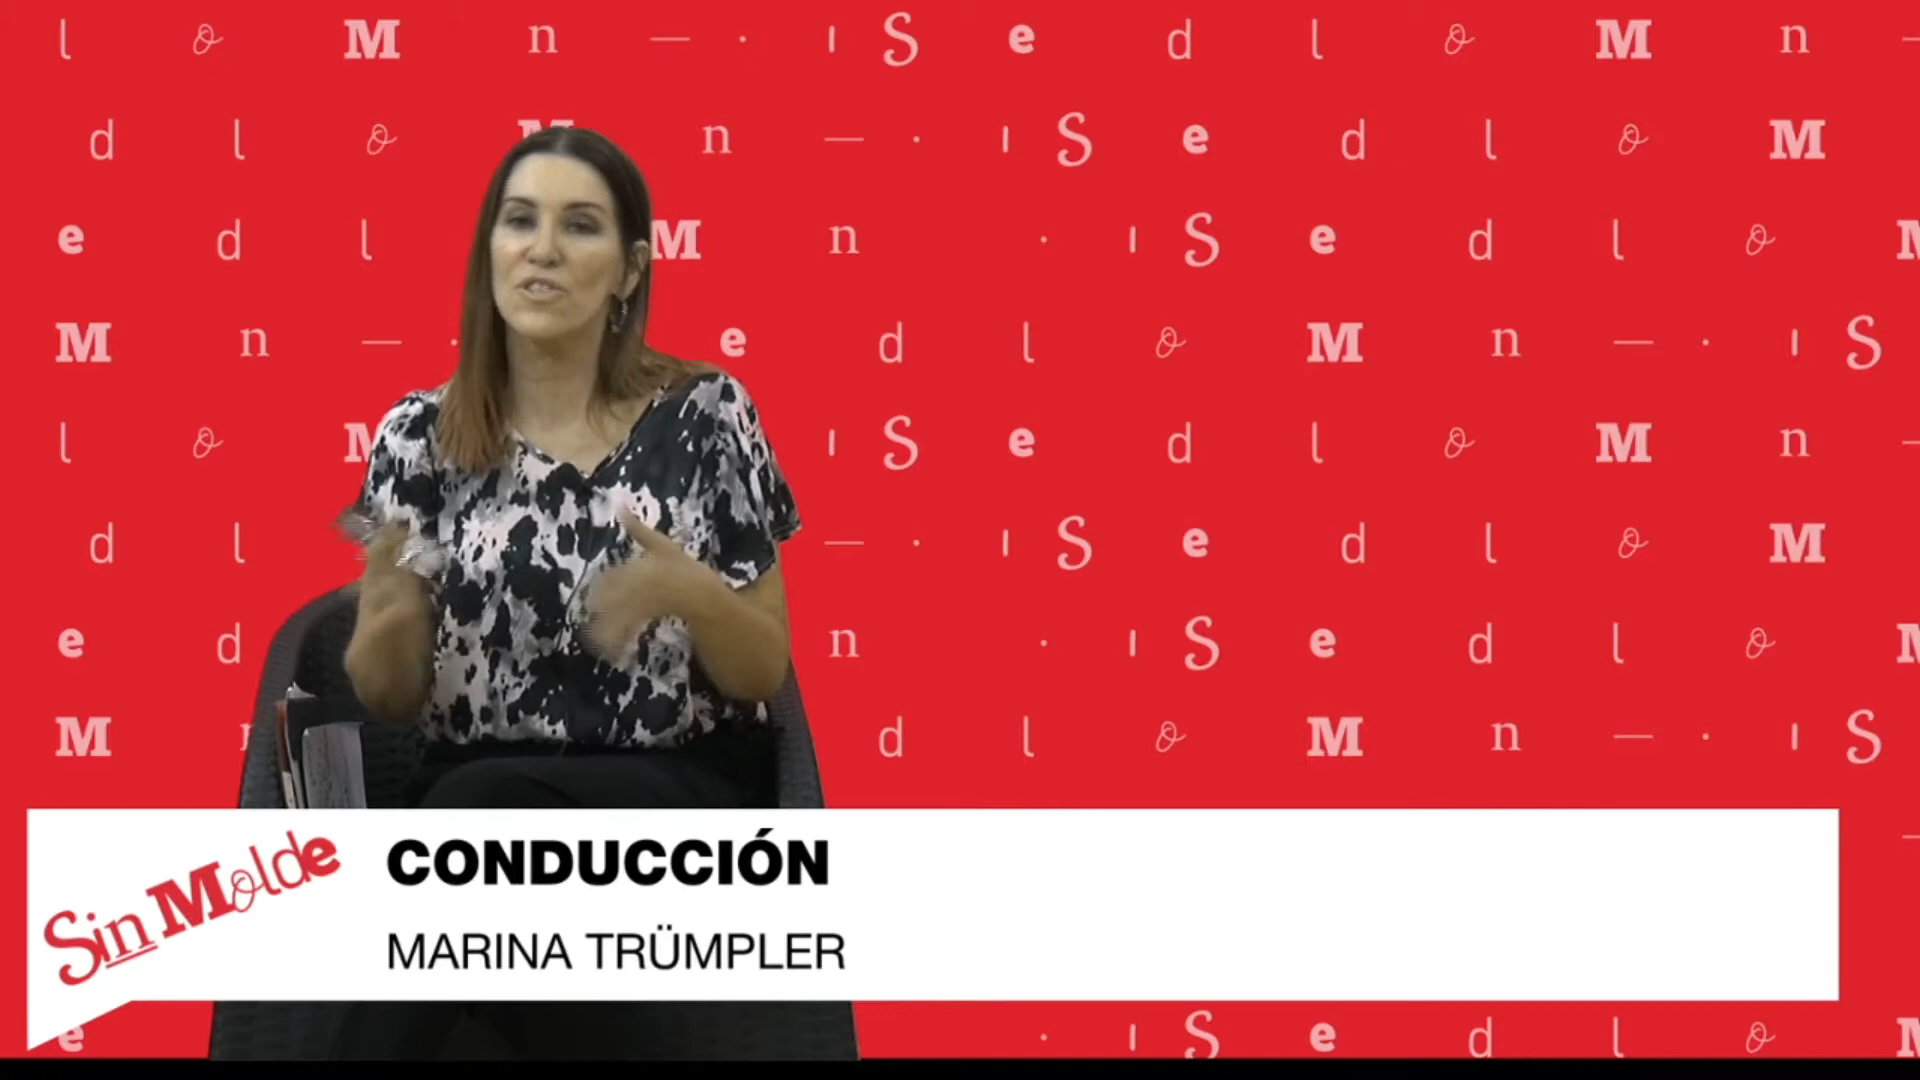 l o M n — · ı S e d l o M n —
d l o M n — · ı S e d l o M
e d l M n · ı S e d l o M
M n — · e d l o M n — · ı S
l o M ı S e d l o M n —
d l — · ı S e d l o M
e d n · ı S e d l o M
M n d l o M n — · ı S
Sin Molde
CONDUCCIÓN
MARINA TRÜMPLER
e · ı S e d l o M